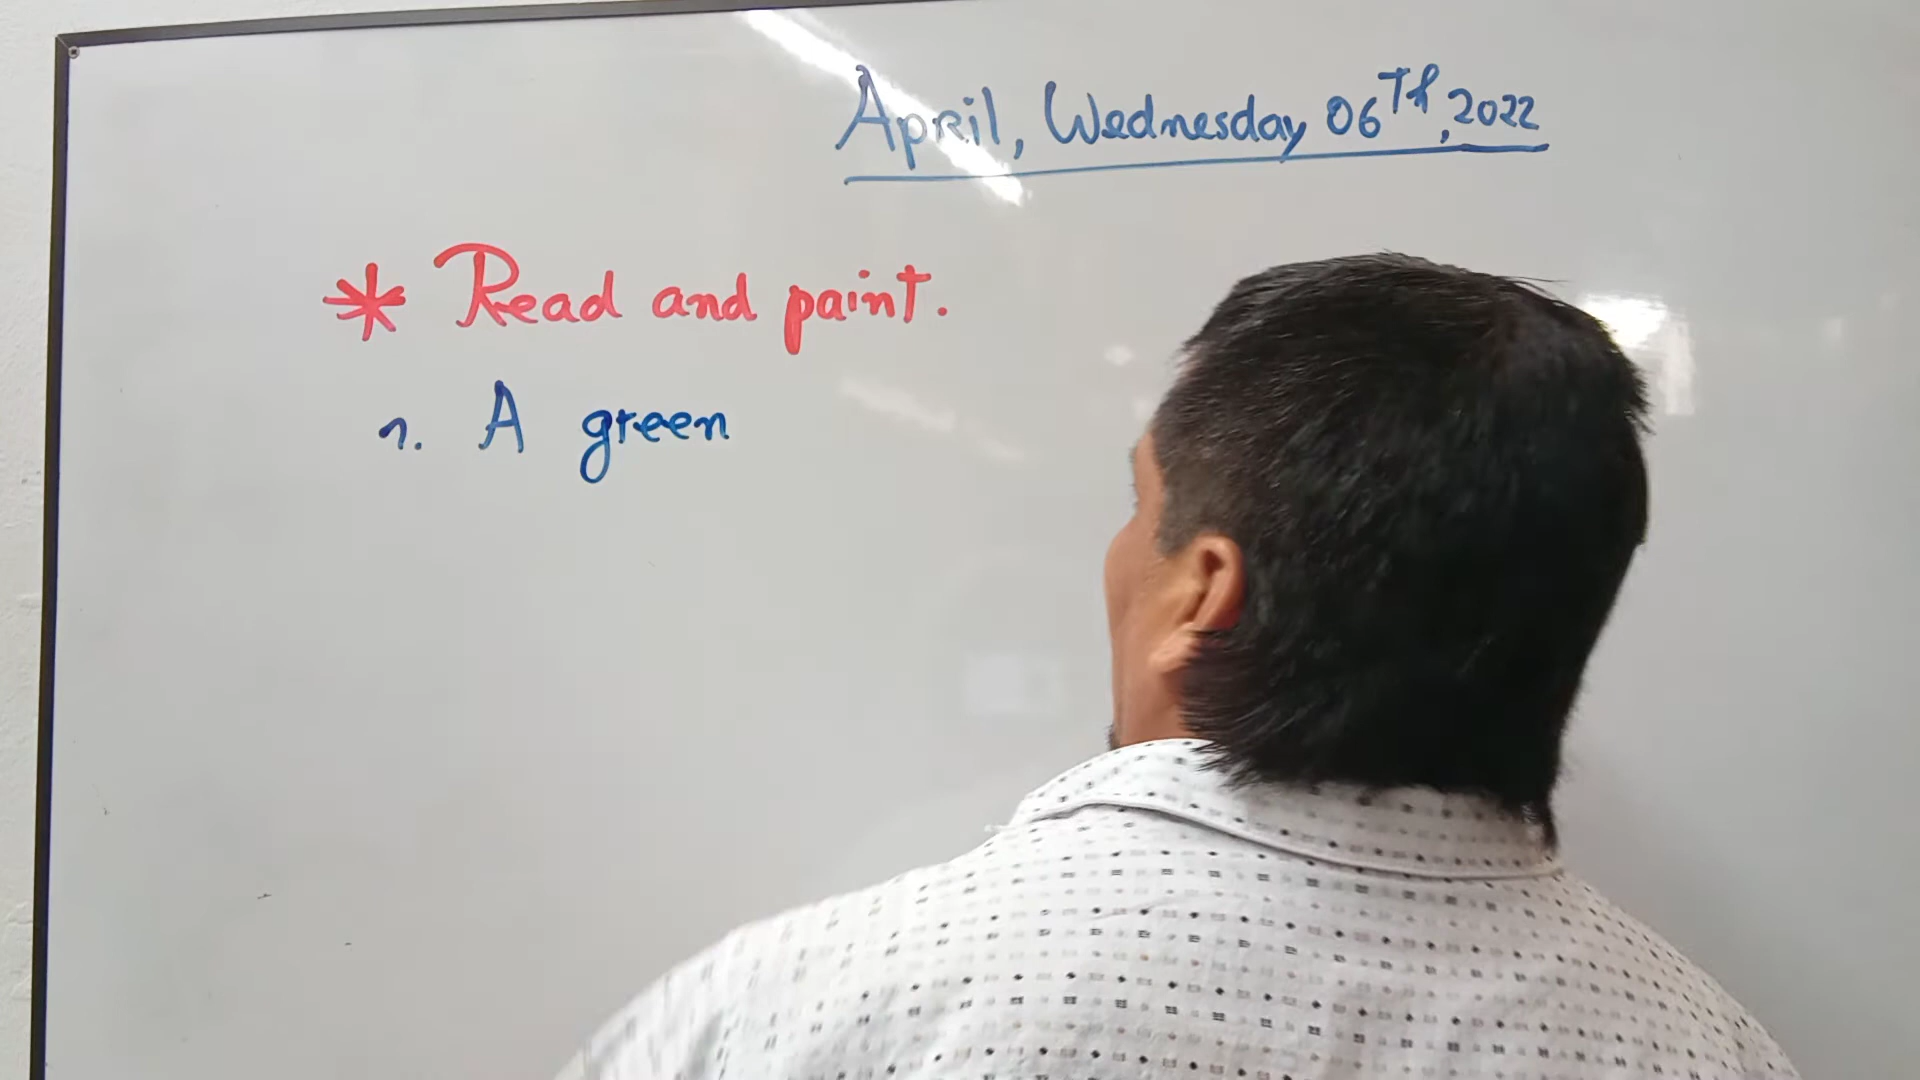 April, Wednesday 06Th, 2022
* Read and paint.
1. A green